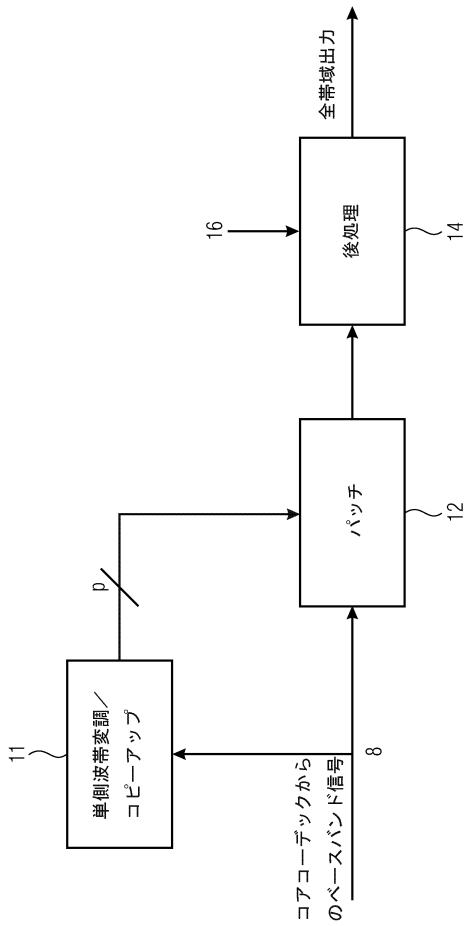 11
単側波帯変調／
コピーアップ
p
コアコーデックから
のベースバンド信号
8
パッチ
12
16
後処理
14
全帯域出力